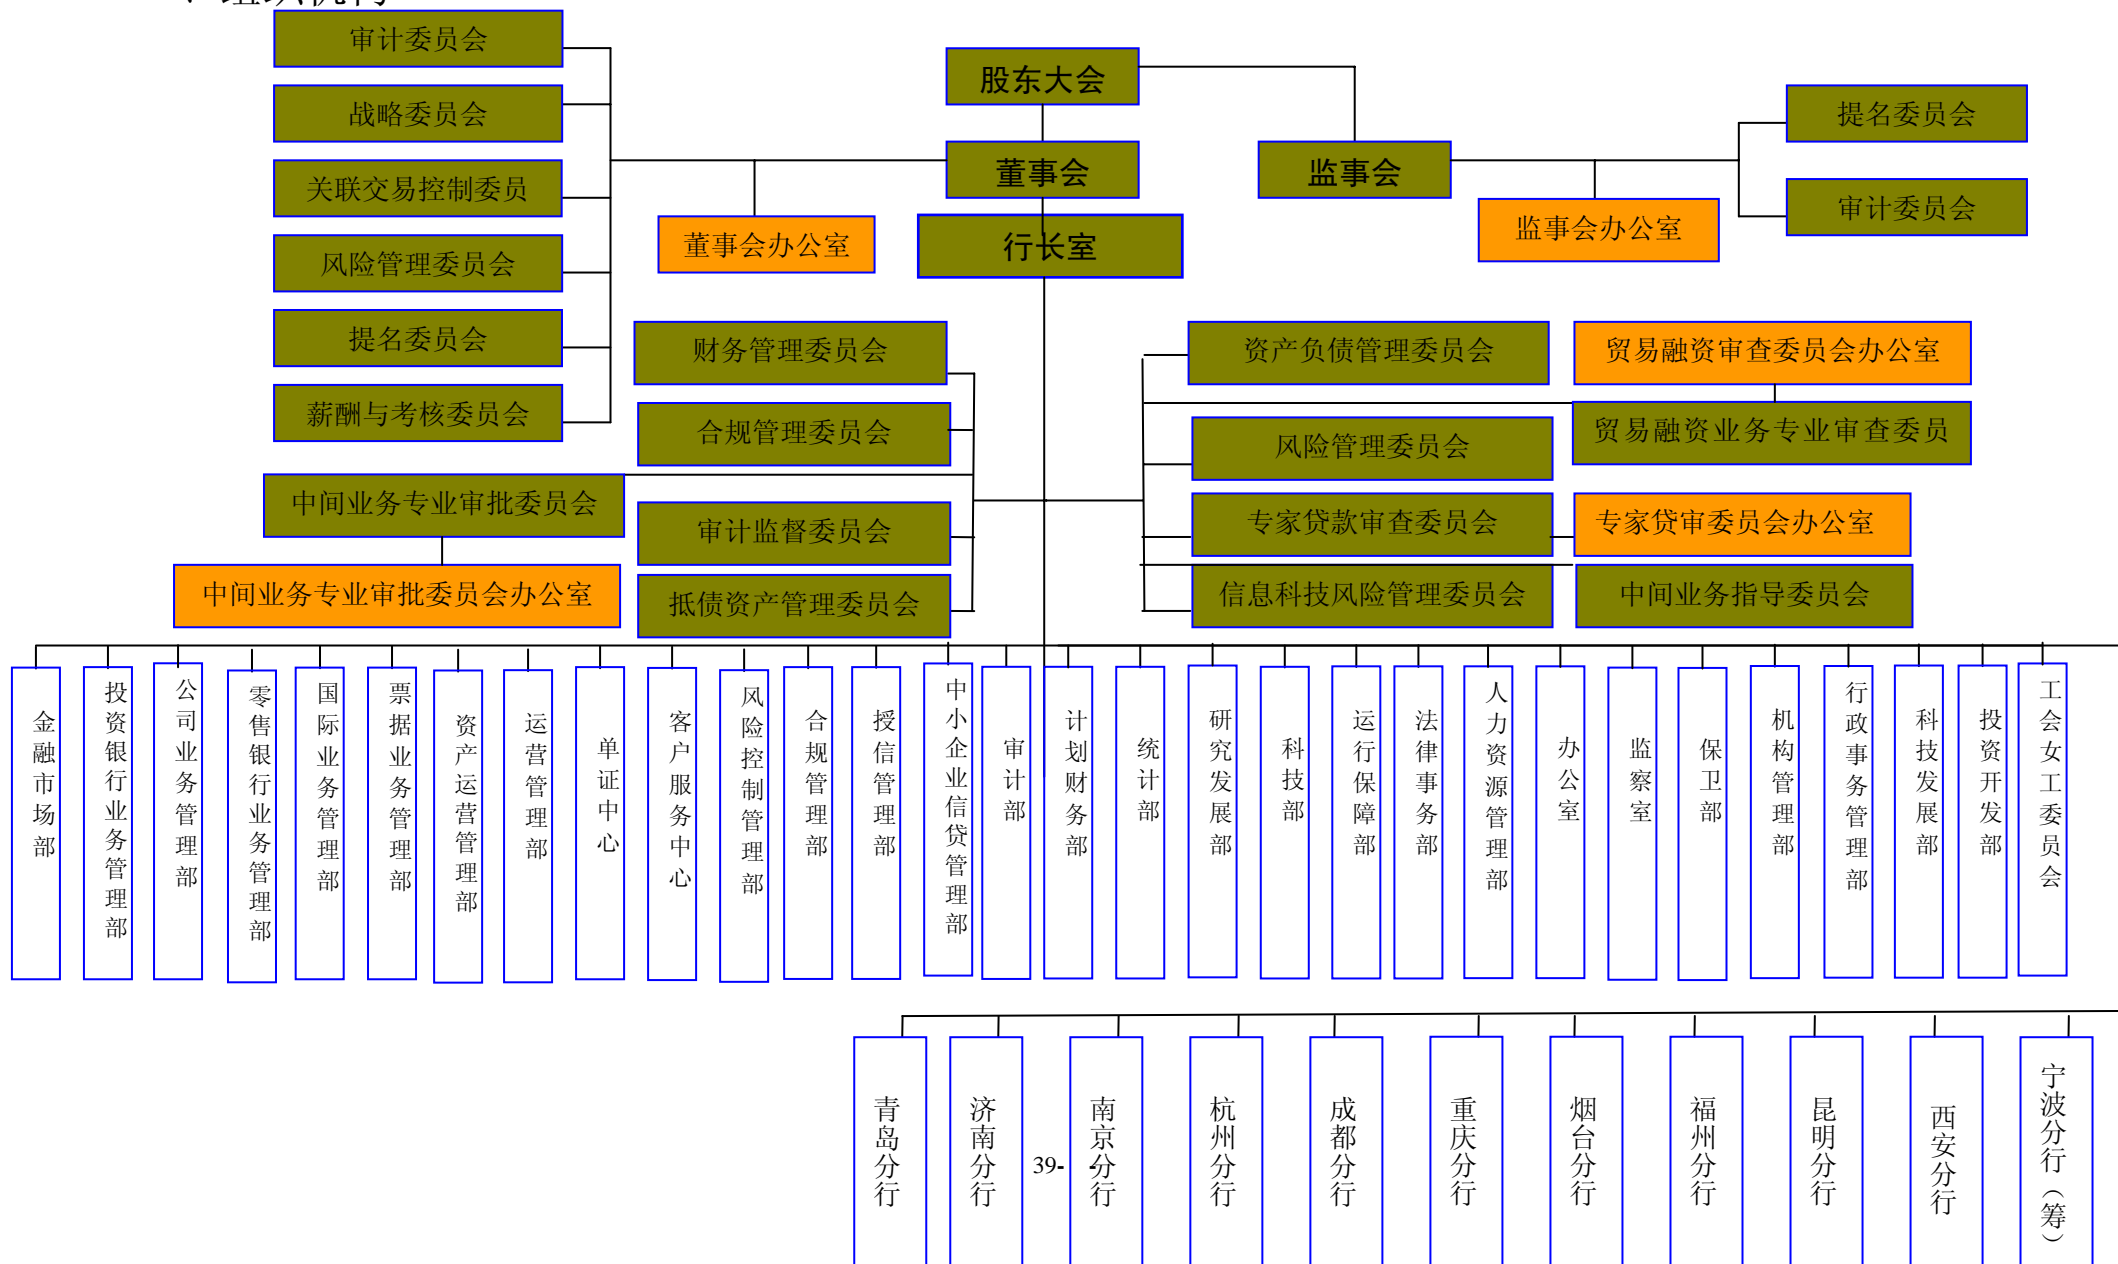 审计委员会
股东大会
战略委员会
提名委员会
董事会
监事会
关联交易控制委员
审计委员会
董事会办公室
行长室
监事会办公室
风险管理委员会
提名委员会
财务管理委员会
资产负债管理委员会
贸易融资审查委员会办公室
薪酬与考核委员会
合规管理委员会
风险管理委员会
贸易融资业务专业审查委员
中间业务专业审批委员会
审计监督委员会
专家贷款审查委员会
专家贷审委员会办公室
中间业务专业审批委员会办公室
抵债资产管理委员会
信息科技风险管理委员会
中间业务指导委员会
金融市场部
投资银行业务管理部
公司业务管理部
零售银行业务管理部
国际业务管理部
票据业务管理部
资产运营管理部
运营管理部
单证中心
客户服务中心
风险控制管理部
合规管理部
授信管理部
中小企业信贷管理部
审计部
计划财务部
统计部
研究发展部
科技部
运行保障部
法律事务部
人力资源管理部
办公室
监察室
保卫部
机构管理部
行政事务管理部
科技发展部
投资开发部
工会女工委员会
青岛分行
济南分行
南京分行
杭州分行
成都分行
重庆分行
烟台分行
福州分行
昆明分行
西安分行
宁波分行（筹）
39- -